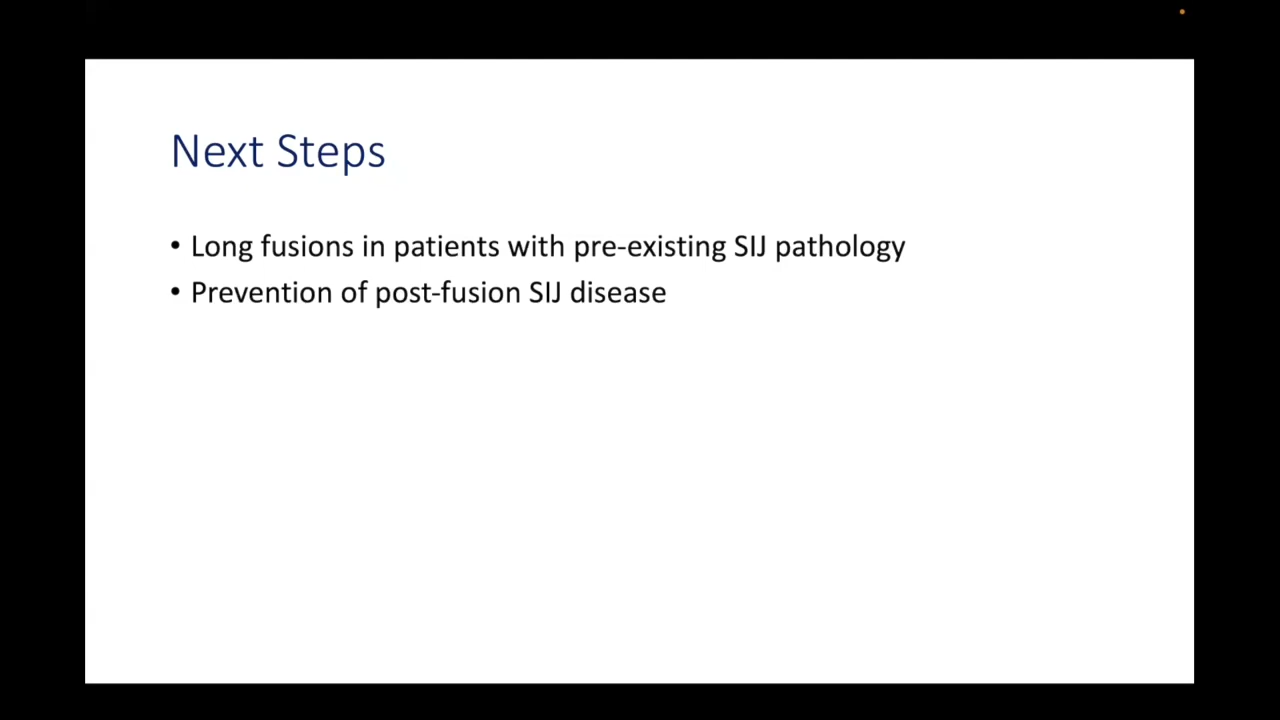 Next Steps
• Long fusions in patients with pre-existing SIJ pathology
• Prevention of post-fusion SIJ disease